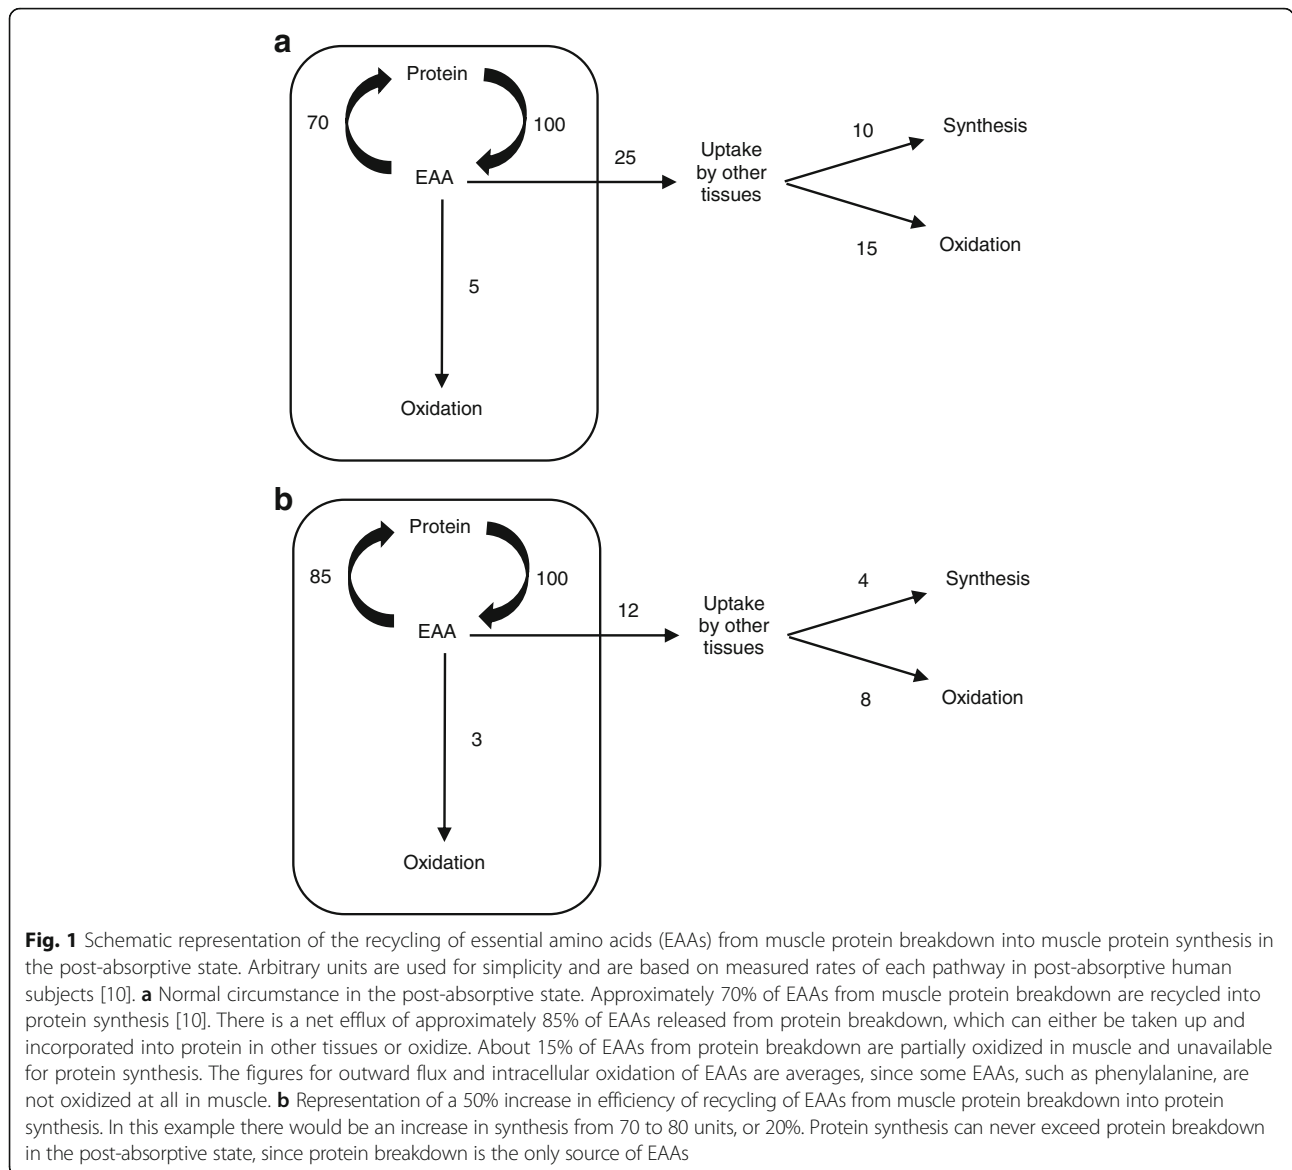 a
Protein
70
100
EAA
25
Uptake
by other
tissues
10
Synthesis
15
Oxidation
5
Oxidation
b
Protein
85
100
EAA
12
Uptake
by other
tissues
4
Synthesis
8
Oxidation
3
Oxidation
Fig. 1 Schematic representation of the recycling of essential amino acids (EAAs) from muscle protein breakdown into muscle protein synthesis in
the post-absorptive state. Arbitrary units are used for simplicity and are based on measured rates of each pathway in post-absorptive human
subjects [10]. a Normal circumstance in the post-absorptive state. Approximately 70% of EAAs from muscle protein breakdown are recycled into
protein synthesis [10]. There is a net efflux of approximately 85% of EAAs released from protein breakdown, which can either be taken up and
incorporated into protein in other tissues or oxidize. About 15% of EAAs from protein breakdown are partially oxidized in muscle and unavailable
for protein synthesis. The figures for outward flux and intracellular oxidation of EAAs are averages, since some EAAs, such as phenylalanine, are
not oxidized at all in muscle. b Representation of a 50% increase in efficiency of recycling of EAAs from muscle protein breakdown into protein
synthesis. In this example there would be an increase in synthesis from 70 to 80 units, or 20%. Protein synthesis can never exceed protein breakdown
in the post-absorptive state, since protein breakdown is the only source of EAAs